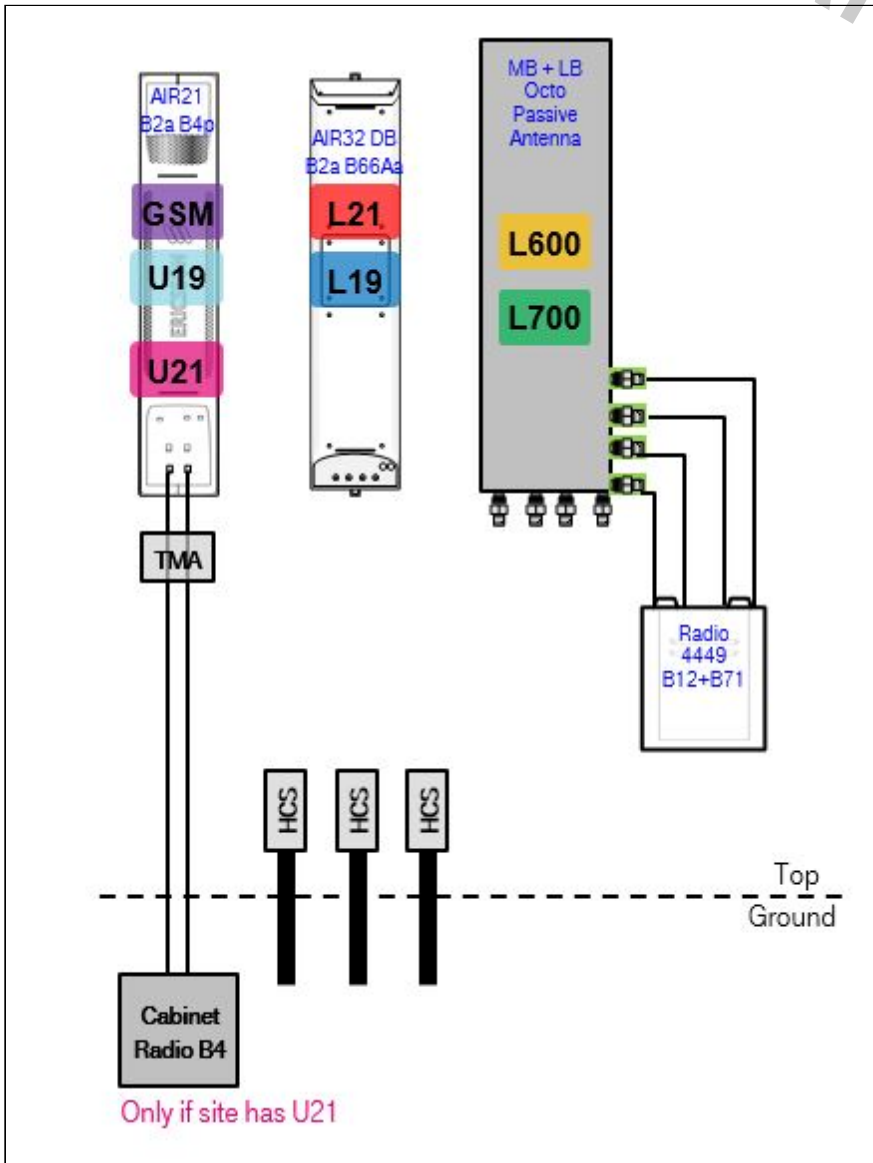 AIR21
B2a B4p
GSM
U19
ERICSSON
U21
TMA
AIR32 DB
B2a B66Aa
L21
L19
MB + LB
Octo
Passive
Antenna
L600
L700
Radio
4449
B12+B71
HCS
HCS
HCS
Top
Ground
Cabinet
Radio B4
Only if site has U21